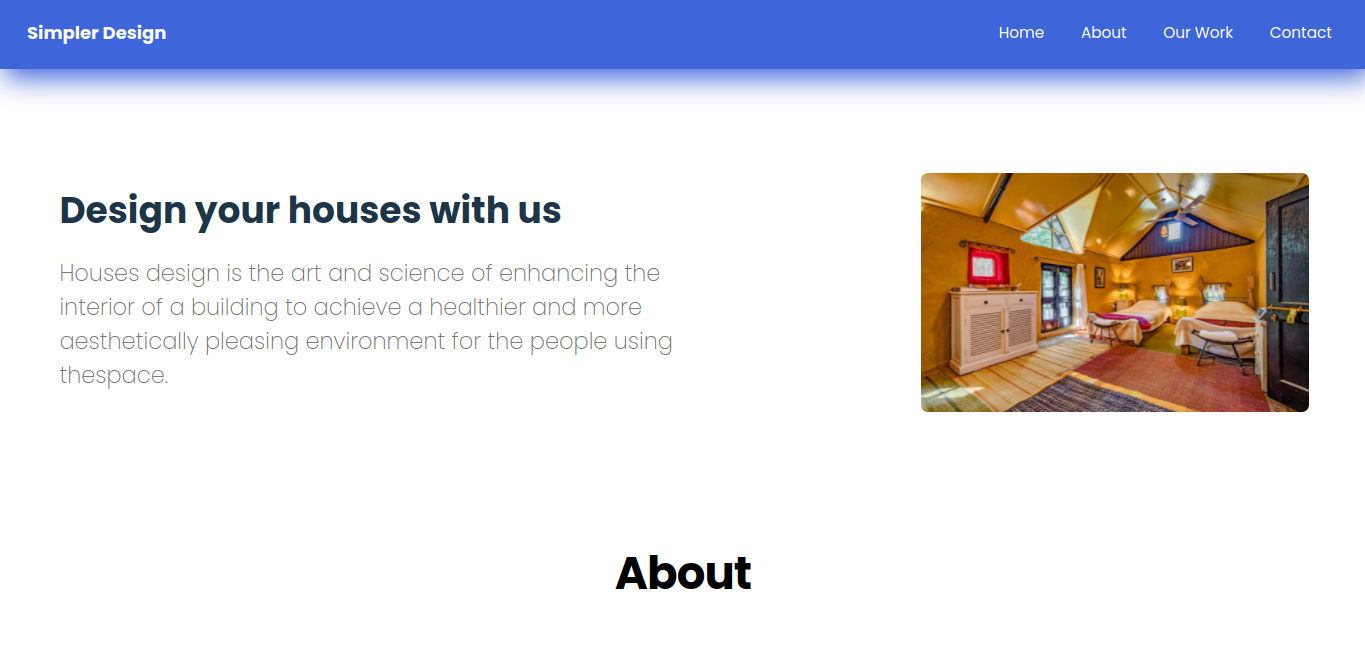 Simpler Design
Home About Our Work Contact
Design your houses with us
Houses design is the art and science of enhancing the
interior of a building to achieve a healthier and more
aesthetically pleasing environment for the people using
thespace.
About